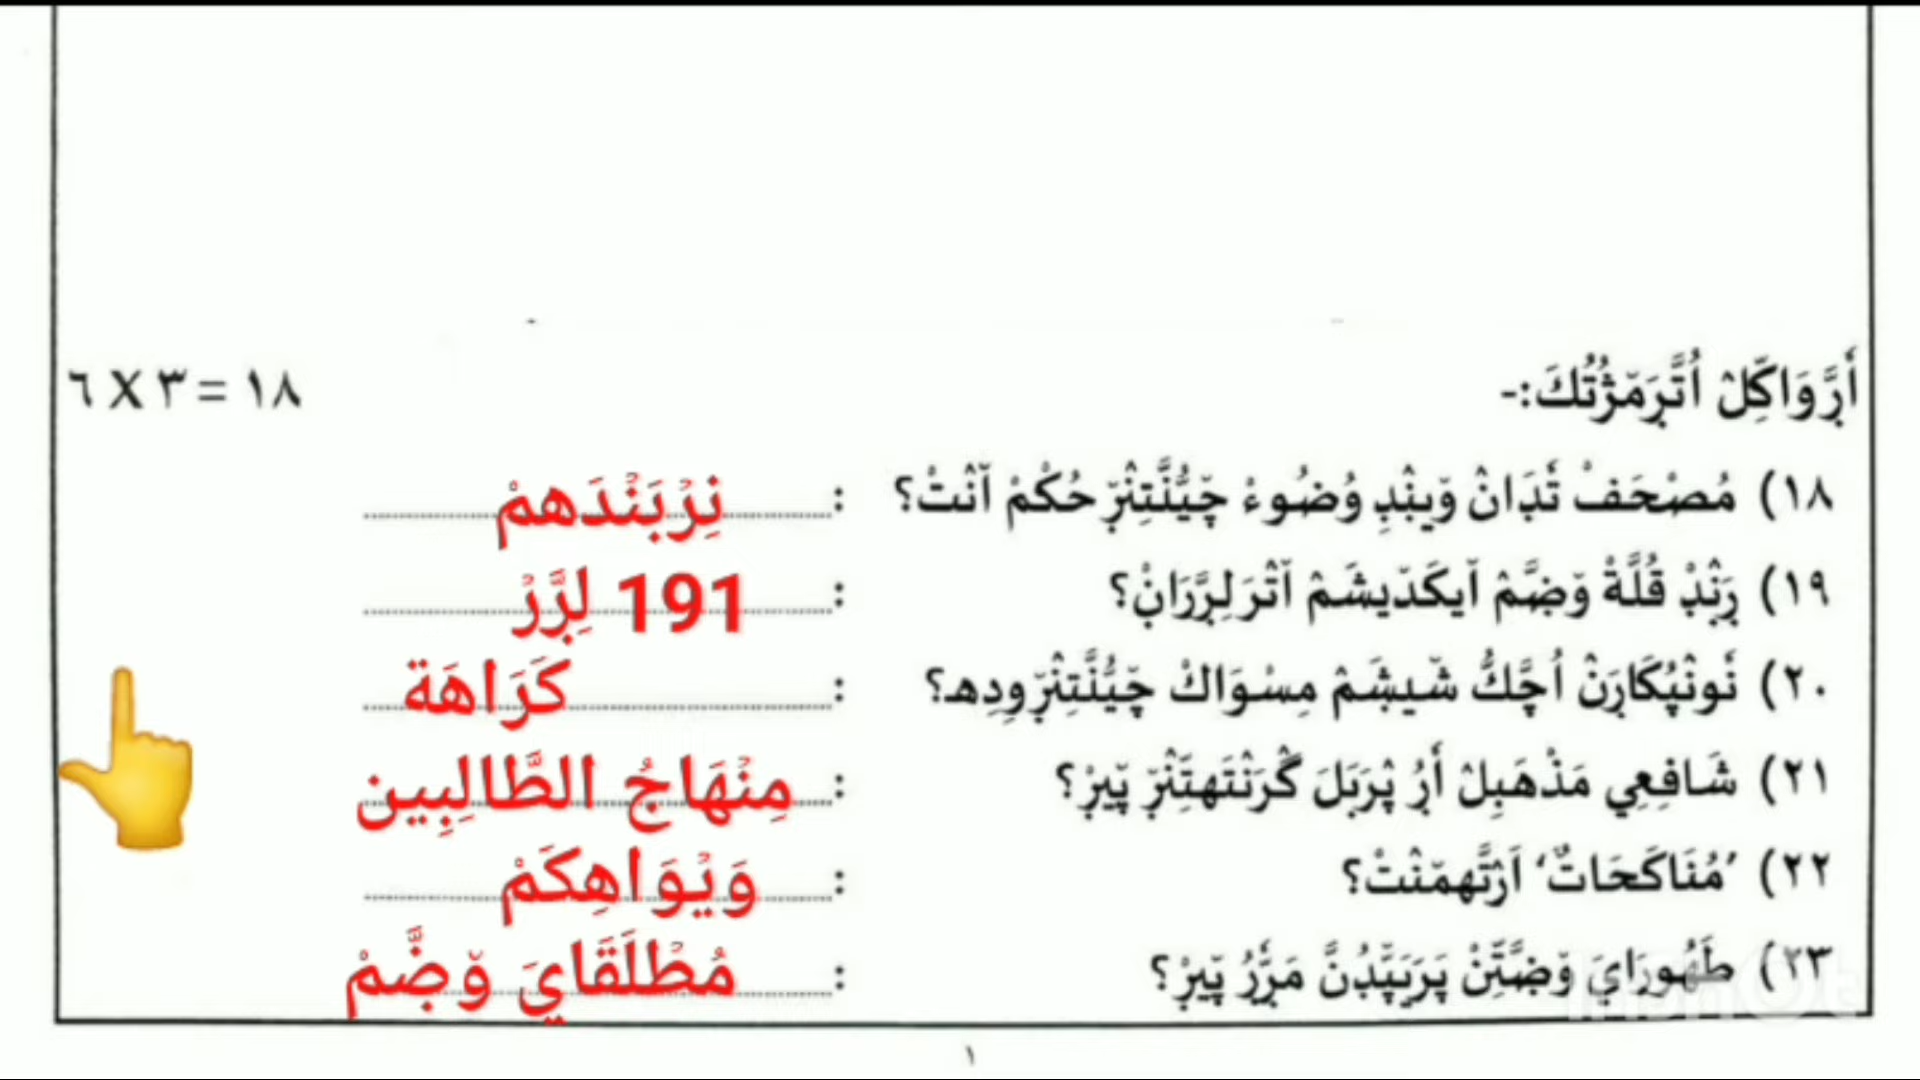 أَرَّوَاكِّلْ اُتَّرَمٚژُتُكَ:- ٦ X ٣ = ١٨
١٨) مُصْحَفْ تٗدَانْ وٚينْڊِ وُضُوءْ چٚيُّنَّتِنْرٚ حُكْمْ آنْتْ؟ : نِرْبَنْدَهمْ
١٩) رَنْڊْ قُلَّةْ وٚضَّمْ آيكَدٚيشَمْ آتْرَ لِرَّرَانْ؟ : 191 لِرَّرْ
٢٠) نٗونْپُكَارَنْ اُچَّكُّ شٚيشَمْ مِسْوَاكْ چٚيُّنَّتِنْرٚ وِدِهـ؟ : كَرَاهَة
٢١) شَافِعِي مَذْهَبِلْ أَرُ پْرَبَلَ گْرَنْتَهتِّنْرٚ پٚيرْ؟ : مِنْهَاجُ الطَّالِبِين
٢٢) ’مُنَاكَحَاتْ‘ اَرْتَّهمٚنْتْ؟ : وَيْوَاهِكَمْ
٢٣) طَهُورَايَ وٚضَّتِّنْ پَرَيَپّٚڊُنَّ مَرُّرُ پٚيرْ؟ : مُطْلَقَايَ وٚضَّمْ
١